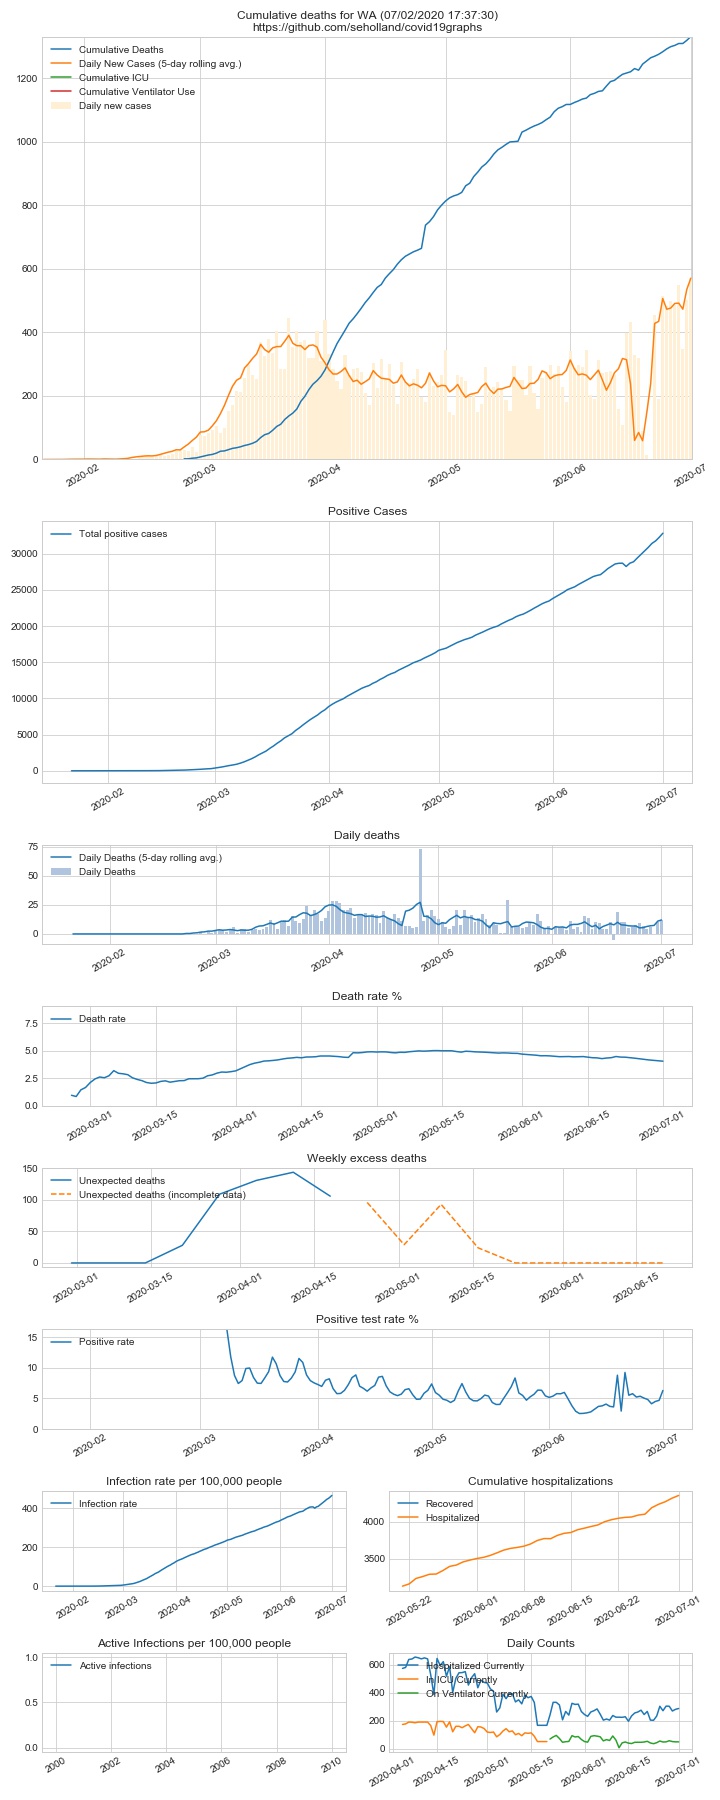 Cumulative deaths for WA (07/02/2020 17:37:30)
https://github.com/seholland/covid19graphs
Cumulative Deaths
Daily New Cases (5-day rolling avg.)
Cumulative ICU
Cumulative Ventilator Use
Daily new cases
1200
1000
800
600
400
200
0
2020-02 2020-03 2020-04 2020-05 2020-06 2020-07
Positive Cases
Total positive cases
30000
25000
20000
15000
10000
5000
0
2020-02 2020-03 2020-04 2020-05 2020-06 2020-07
Daily deaths
Daily Deaths (5-day rolling avg.)
Daily Deaths
75
50
25
0
2020-02 2020-03 2020-04 2020-05 2020-06 2020-07
Death rate %
Death rate
7.5
5.0
2.5
0.0
2020-03-01 2020-03-15 2020-04-01 2020-04-15 2020-05-01 2020-05-15 2020-06-01 2020-06-15 2020-07-01
Weekly excess deaths
Unexpected deaths
Unexpected deaths (incomplete data)
150
100
50
0
2020-03-01 2020-03-15 2020-04-01 2020-04-15 2020-05-01 2020-05-15 2020-06-01 2020-06-15
Positive test rate %
Positive rate
15
10
5
0
2020-02 2020-03 2020-04 2020-05 2020-06 2020-07
Infection rate per 100,000 people
Infection rate
400
200
0
2020-02 2020-03 2020-04 2020-05 2020-06 2020-07
Cumulative hospitalizations
Recovered
Hospitalized
4000
3500
2020-05-22 2020-06-01 2020-06-08 2020-06-15 2020-06-22 2020-07-01
Active Infections per 100,000 people
Active infections
1.0
0.5
0.0
2000 2002 2004 2006 2008 2010
Daily Counts
Hospitalized Currently
In ICU Currently
On Ventilator Currently
600
400
200
0
2020-04-01 2020-04-15 2020-05-01 2020-05-15 2020-06-01 2020-06-15 2020-07-01